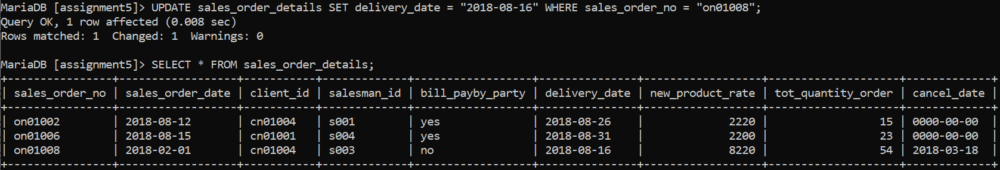 MariaDB [assignment5]> UPDATE sales_order_details SET delivery_date = "2018-08-16" WHERE sales_order_no = "on01008";
Query OK, 1 row affected (0.008 sec)
Rows matched: 1  Changed: 1  Warnings: 0
MariaDB [assignment5]> SELECT * FROM sales_order_details;
+----------------+------------------+-----------+-------------+------------------+---------------+------------------+--------------------+-------------+
| sales_order_no | sales_order_date | client_id | salesman_id | bill_payby_party | delivery_date | new_product_rate | tot_quantity_order | cancel_date |
+----------------+------------------+-----------+-------------+------------------+---------------+------------------+--------------------+-------------+
| on01002        | 2018-08-12       | cn01004   | s001        | yes              | 2018-08-26    |             2220 |                 15 | 0000-00-00  |
| on01006        | 2018-08-15       | cn01001   | s004        | yes              | 2018-08-31    |             2200 |                 23 | 0000-00-00  |
| on01008        | 2018-02-01       | cn01004   | s003        | no               | 2018-08-16    |             8220 |                 54 | 2018-03-18  |
+----------------+------------------+-----------+-------------+------------------+---------------+------------------+--------------------+-------------+